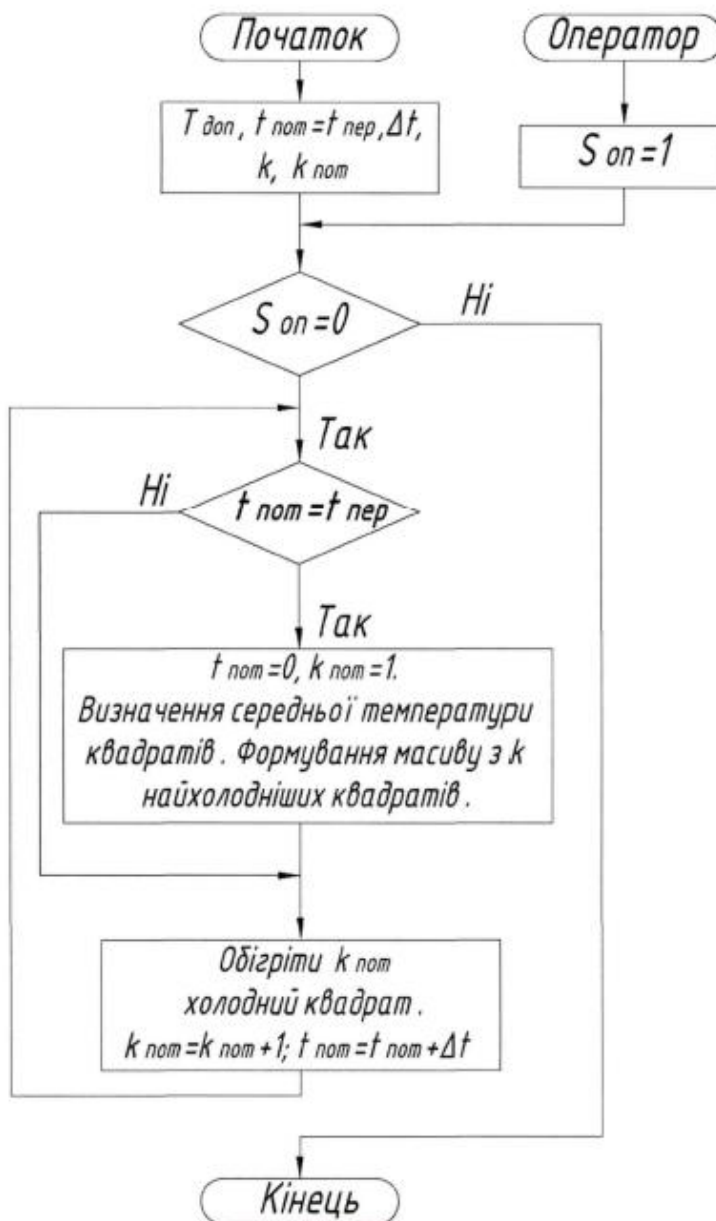 Початок
Оператор
T доп, t пот=t пер, Δt,
k, k пот
S оп=1
S оп=0
Ні
Так
Ні
t пот=t пер
Так
t пот=0, k пот=1.
Визначення середньої температури
квадратів. Формування масиву з k
найхолодніших квадратів.
Обігріти k пот
холодний квадрат.
k пот=k пот+1; t пот=t пот+Δt
Кінець